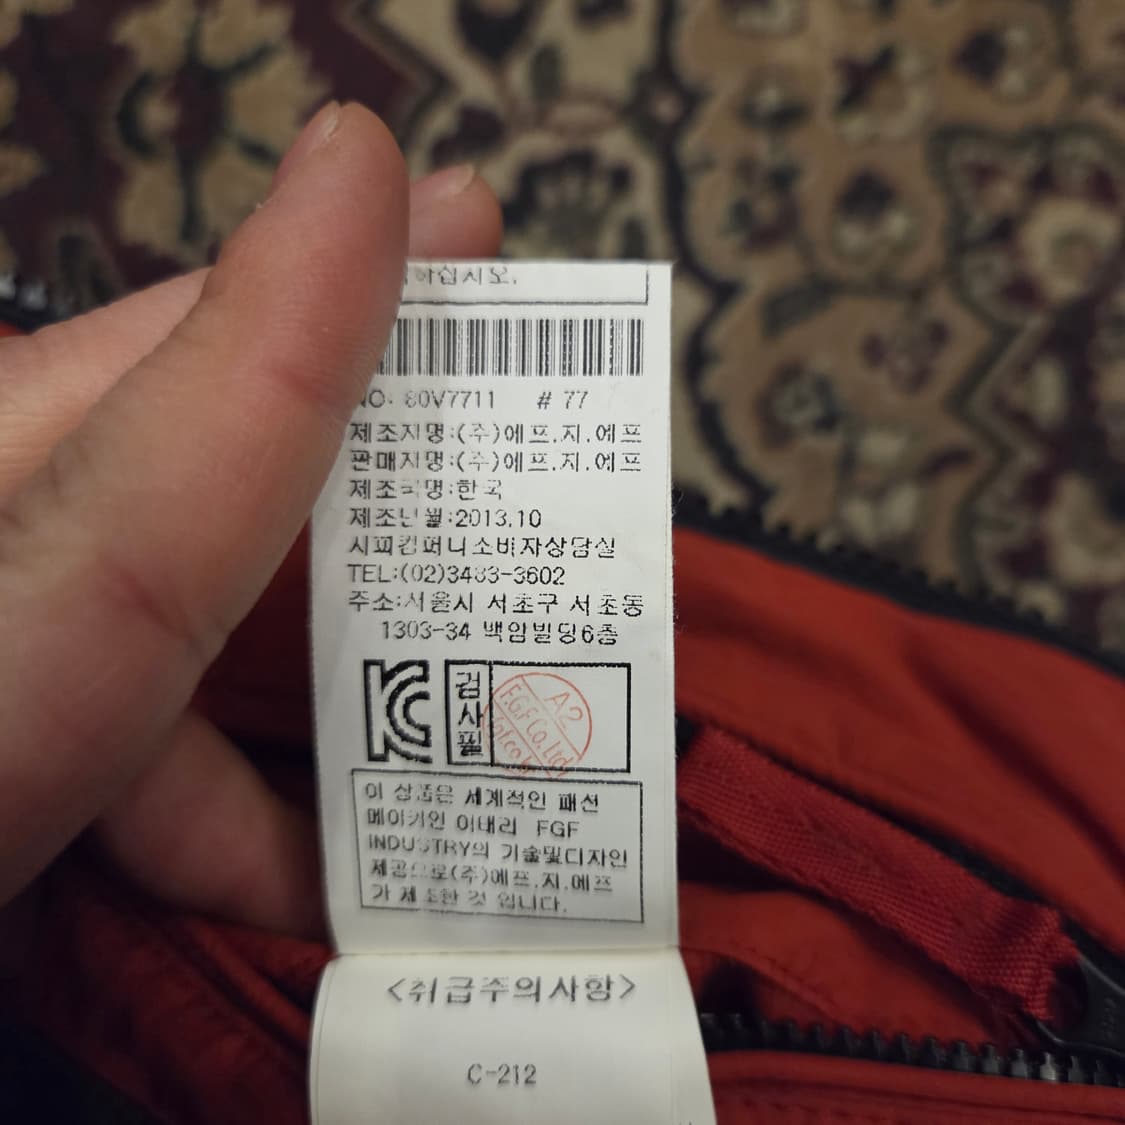 하십시오.
NO: 80V7711 # 77
제조자명:(주)에프.지.에프
판매자명:(주)에프.지.에프
제조국명:한국
제조년월:2013.10
시피컴퍼니소비자상담실
TEL:(02)3483-3602
주소:서울시 서초구 서초동
1303-34 백암빌딩6층
KC
검사필
A2
F.G.F Co.Ltd
이 상품은 세계적인 패션
메이커인 이태리 FGF
INDUSTRY의 기술및디자인
제공으로(주)에프.지.에프
가 제조한 것 입니다.
<취급주의사항>
C-212